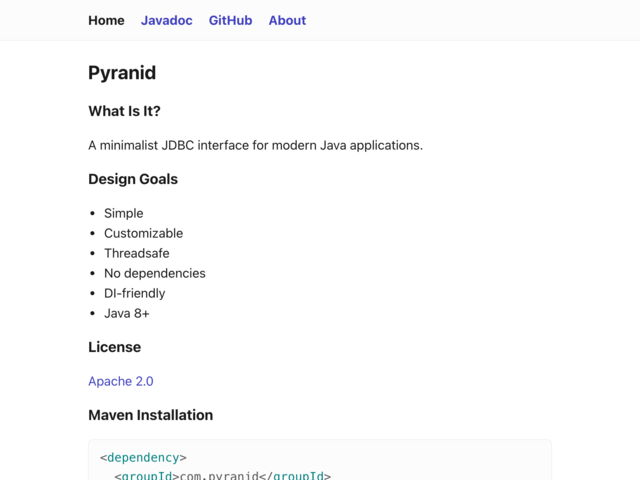 Home Javadoc GitHub About
Pyranid
What Is It?
A minimalist JDBC interface for modern Java applications.
Design Goals
• Simple
• Customizable
• Threadsafe
• No dependencies
• DI-friendly
• Java 8+
License
Apache 2.0
Maven Installation
<dependency>
<groupId>com.pyranid</groupId>